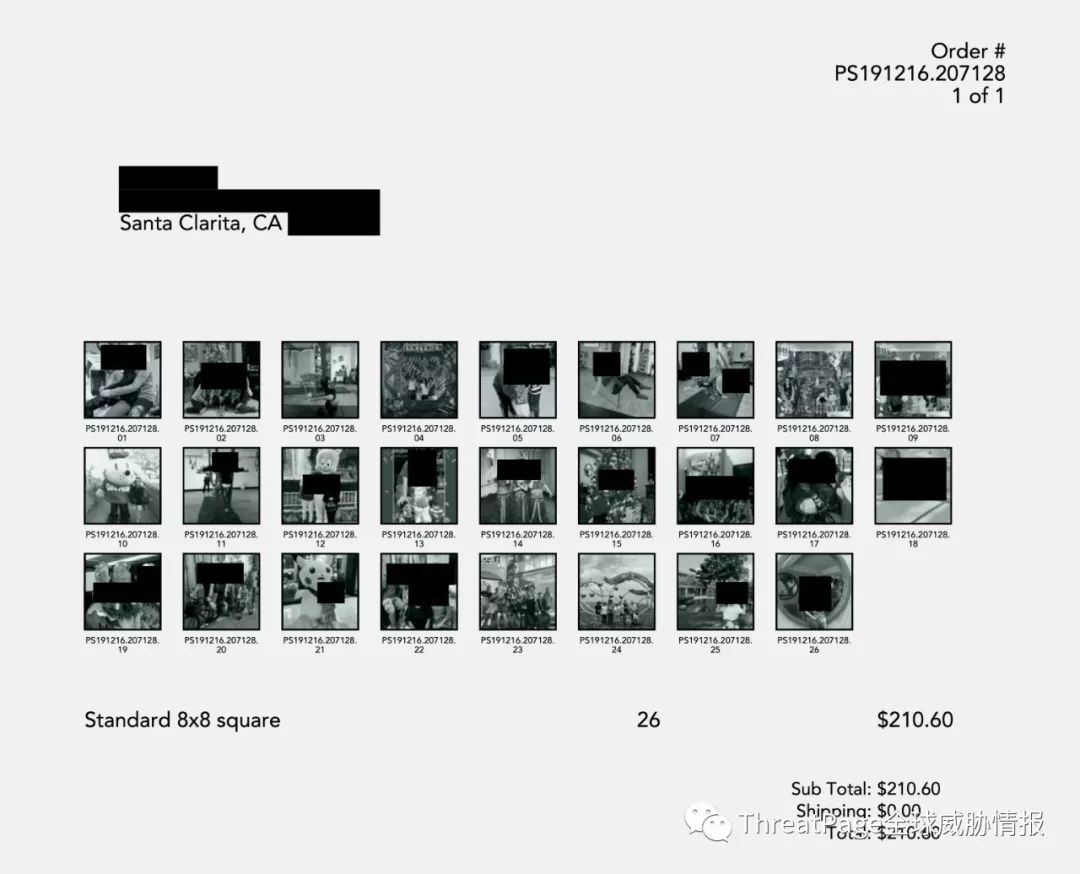 Order #
PS191216.207128
1 of 1
Santa Clarita, CA
PS191216.207128.
01
PS191216.207128.
02
PS191216.207128.
03
PS191216.207128.
04
PS191216.207128.
05
PS191216.207128.
06
PS191216.207128.
07
PS191216.207128.
08
PS191216.207128.
09
PS191216.207128.
10
PS191216.207128.
11
PS191216.207128.
12
PS191216.207128.
13
PS191216.207128.
14
PS191216.207128.
15
PS191216.207128.
16
PS191216.207128.
17
PS191216.207128.
18
PS191216.207128.
19
PS191216.207128.
20
PS191216.207128.
21
PS191216.207128.
22
PS191216.207128.
23
PS191216.207128.
24
PS191216.207128.
25
PS191216.207128.
26
Standard 8x8 square 26 $210.60
Sub Total: $210.60
Shipping: $0.00
Total: $210.60
ThreatPage全球威胁情报